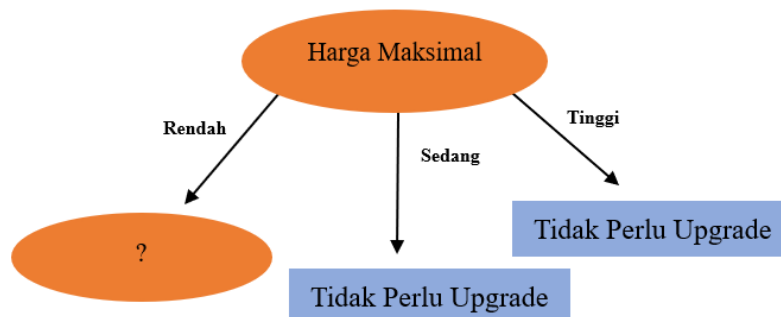 Harga Maksimal
Rendah
Sedang
Tinggi
?
Tidak Perlu Upgrade
Tidak Perlu Upgrade